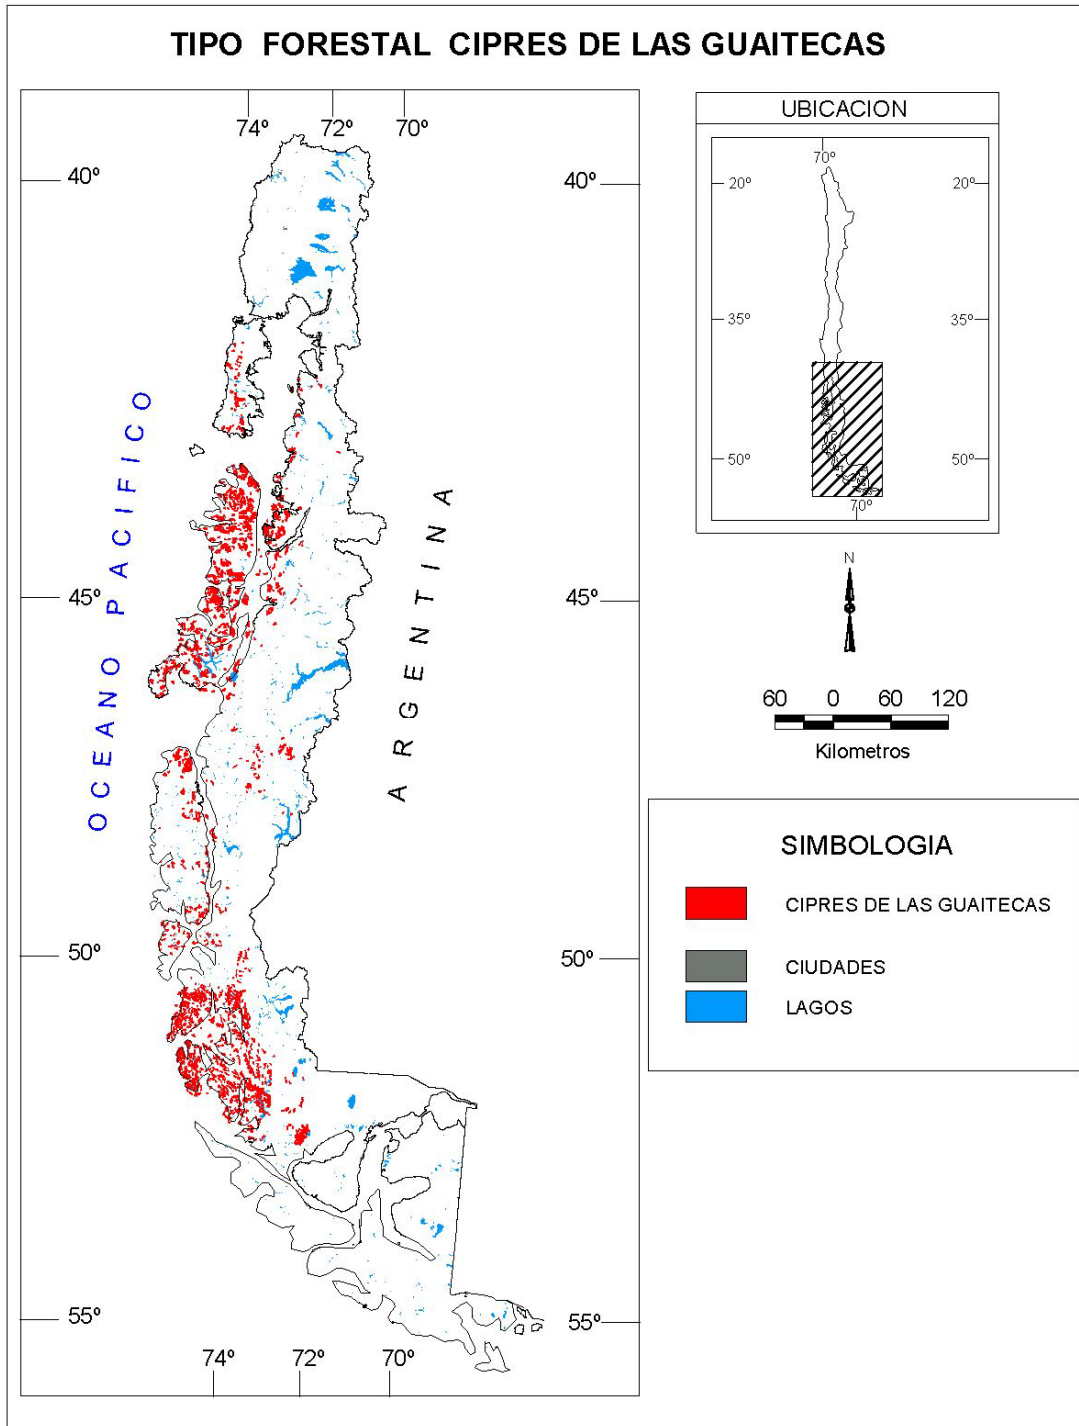 TIPO FORESTAL CIPRES DE LAS GUAITECAS
74º 72º 70º
40º 40º
45º 45º
50º 50º
55º 55º
74º 72º 70º
OCEANO PACIFICO
ARGENTINA
UBICACION
70º
20º 20º
35º 35º
50º 50º
70º
N
60 0 60 120
Kilometros
SIMBOLOGIA
CIPRES DE LAS GUAITECAS
CIUDADES
LAGOS